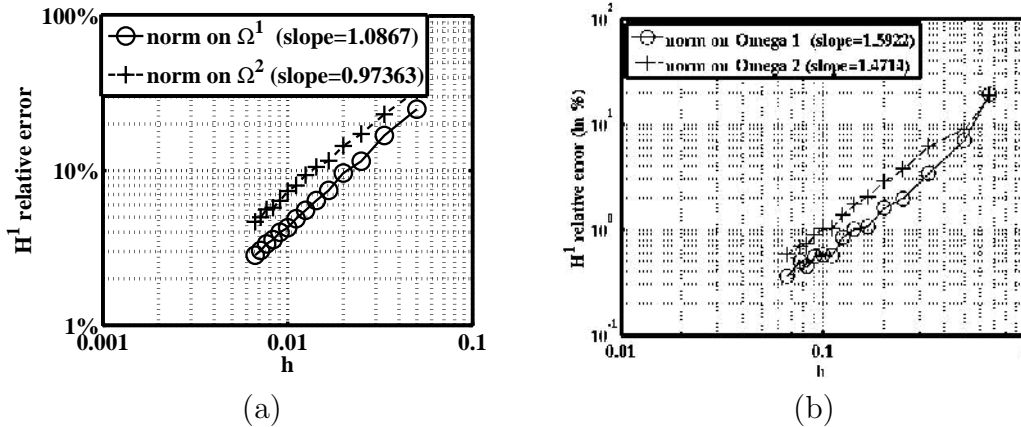 100%
norm on Ω¹ (slope=1.0867)
norm on Ω² (slope=0.97363)
10%
1%
H¹ relative error
0.001
0.01
0.1
h
(a)
10²
norm on Omega 1 (slope=1.5922)
norm on Omega 2 (slope=1.4714)
10¹
10⁰
10⁻¹
H¹ relative error (in %)
0.01
0.1
h
(b)